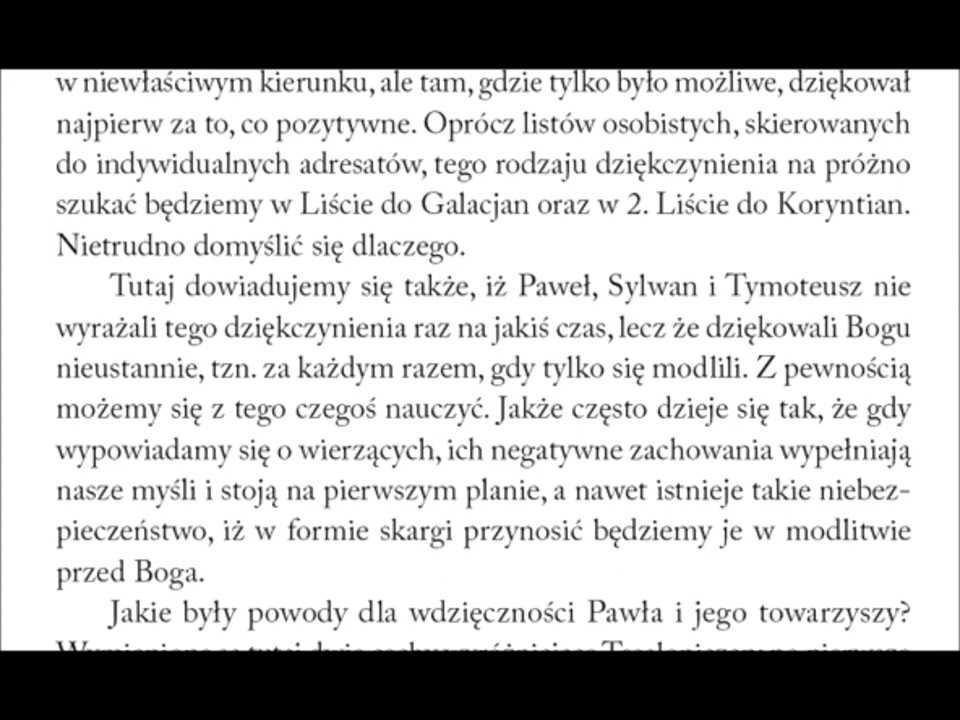 w niewłaściwym kierunku, ale tam, gdzie tylko było możliwe, dziękował
najpierw za to, co pozytywne. Oprócz listów osobistych, skierowanych
do indywidualnych adresatów, tego rodzaju dziękczynienia na próżno
szukać będziemy w Liście do Galacjan oraz w 2. Liście do Koryntian.
Nietrudno domyślić się dlaczego.
Tutaj dowiadujemy się także, iż Paweł, Sylwan i Tymoteusz nie
wyrażali tego dziękczynienia raz na jakiś czas, lecz że dziękowali Bogu
nieustannie, tzn. za każdym razem, gdy tylko się modlili. Z pewnością
możemy się z tego czegoś nauczyć. Jakże często dzieje się tak, że gdy
wypowiadamy się o wierzących, ich negatywne zachowania wypełniają
nasze myśli i stoją na pierwszym planie, a nawet istnieje takie niebez-
pieczeństwo, iż w formie skargi przynosić będziemy je w modlitwie
przed Boga.
Jakie były powody dla wdzięczności Pawła i jego towarzyszy?